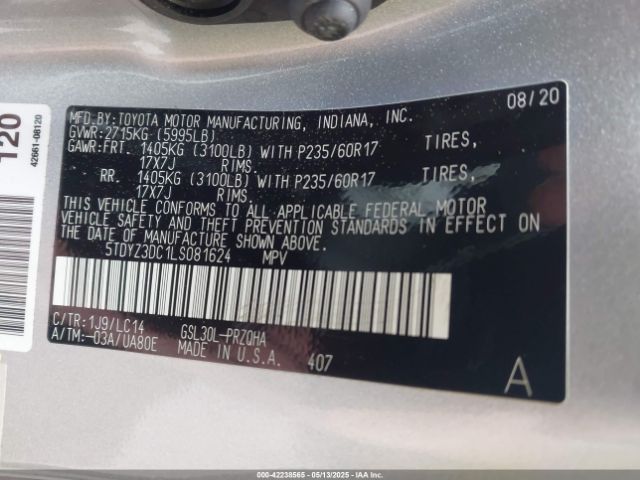 120
42661-08120
MFD. BY: TOYOTA MOTOR MANUFACTURING, INDIANA, INC. 08/20
GVWR: 2715KG (5995LB)
GAWR: FRT. 1405KG (3100LB) WITH P235/60R17 TIRES,
17X7J RIMS.
RR. 1405KG (3100LB) WITH P235/60R17 TIRES,
17X7J RIMS.
THIS VEHICLE CONFORMS TO ALL APPLICABLE FEDERAL MOTOR
VEHICLE SAFETY AND THEFT PREVENTION STANDARDS IN EFFECT ON
THE DATE OF MANUFACTURE SHOWN ABOVE.
5TDYZ3DC1LS081624 MPV
C/TR: 1J9/LC14 GSL30L-PRZQHA
A/TM: -03A/UA80E MADE IN U.S.A. 407
A
000-42238565 - 05/13/2025 - IAAI.COM